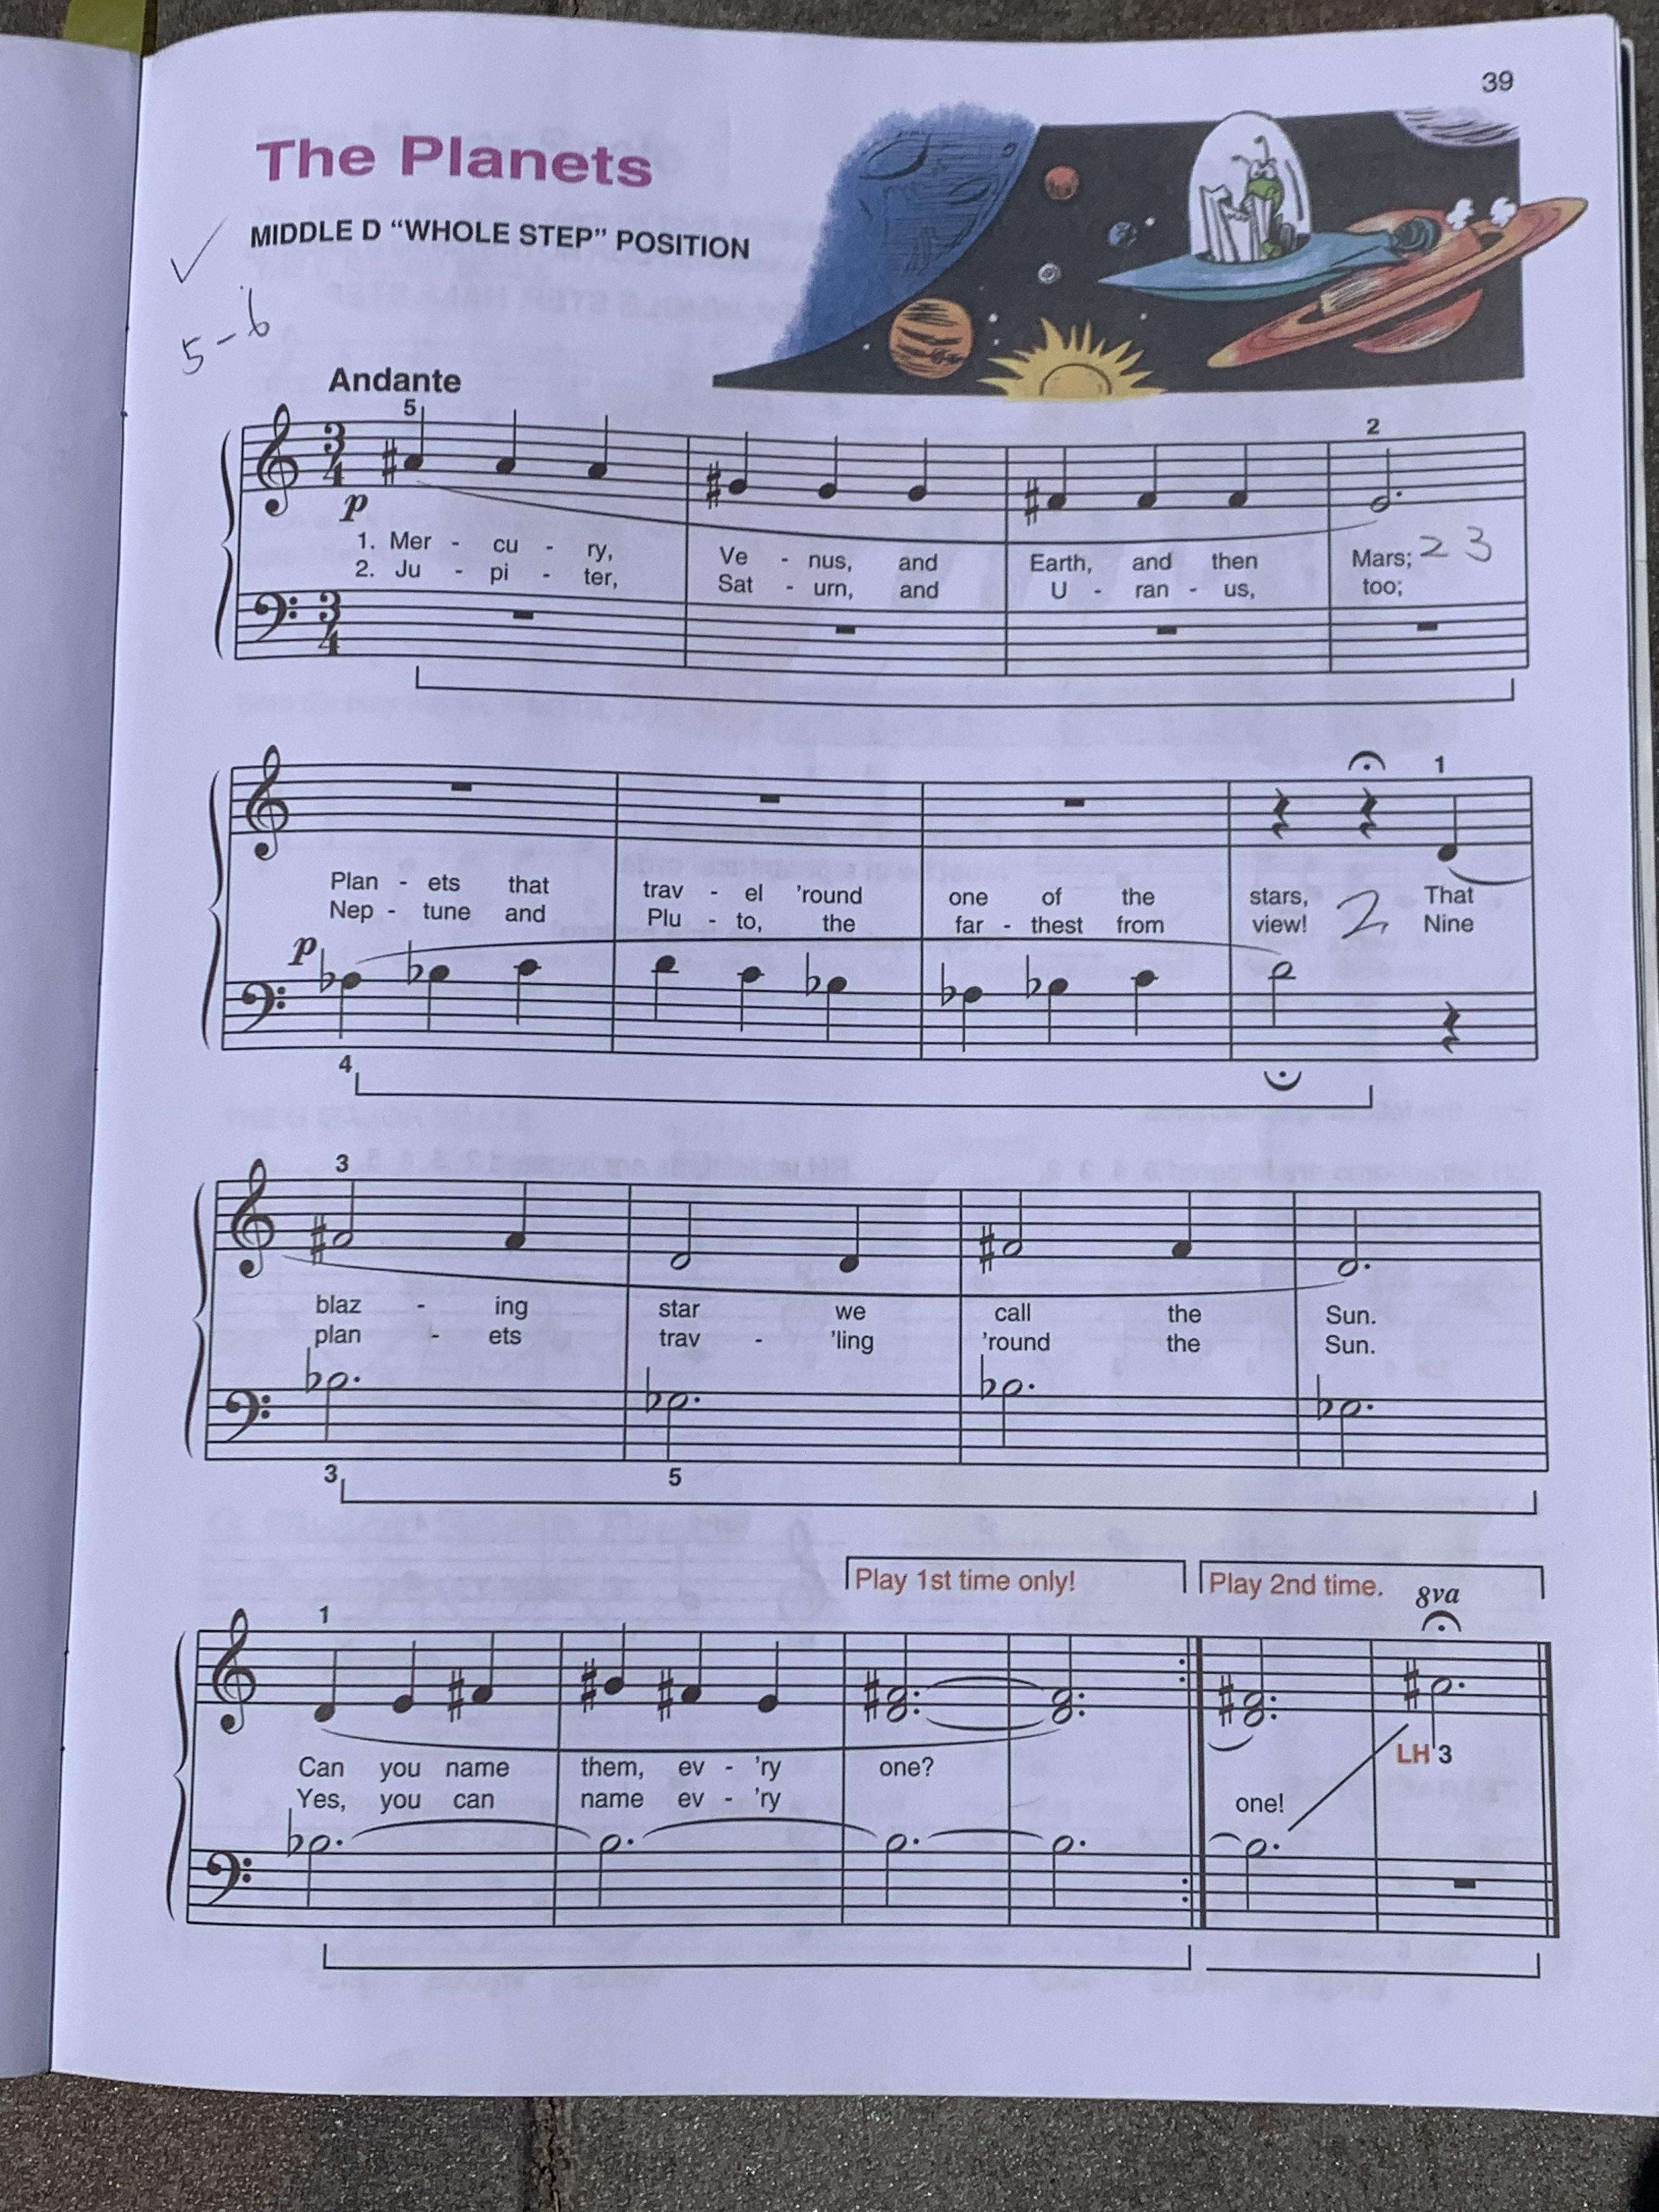 39
The Planets
MIDDLE D “WHOLE STEP” POSITION
5-6
Andante
5
2
3
4
p
1. Mer - cu - ry, Ve - nus, and Earth, and then Mars; 2 3
2. Ju - pi - ter, Sat - urn, and U - ran - us, too;
3
4
1
Plan - ets that trav - el 'round one of the stars, That
Nep - tune and Plu - to, the far - thest from view! 2 Nine
p
4
3
blaz - ing star we call the Sun.
plan - ets trav - 'ling 'round the Sun.
3 5
Play 1st time only! Play 2nd time. 8va
1
LH 3
Can you name them, ev - 'ry one?
Yes, you can name ev - 'ry one!